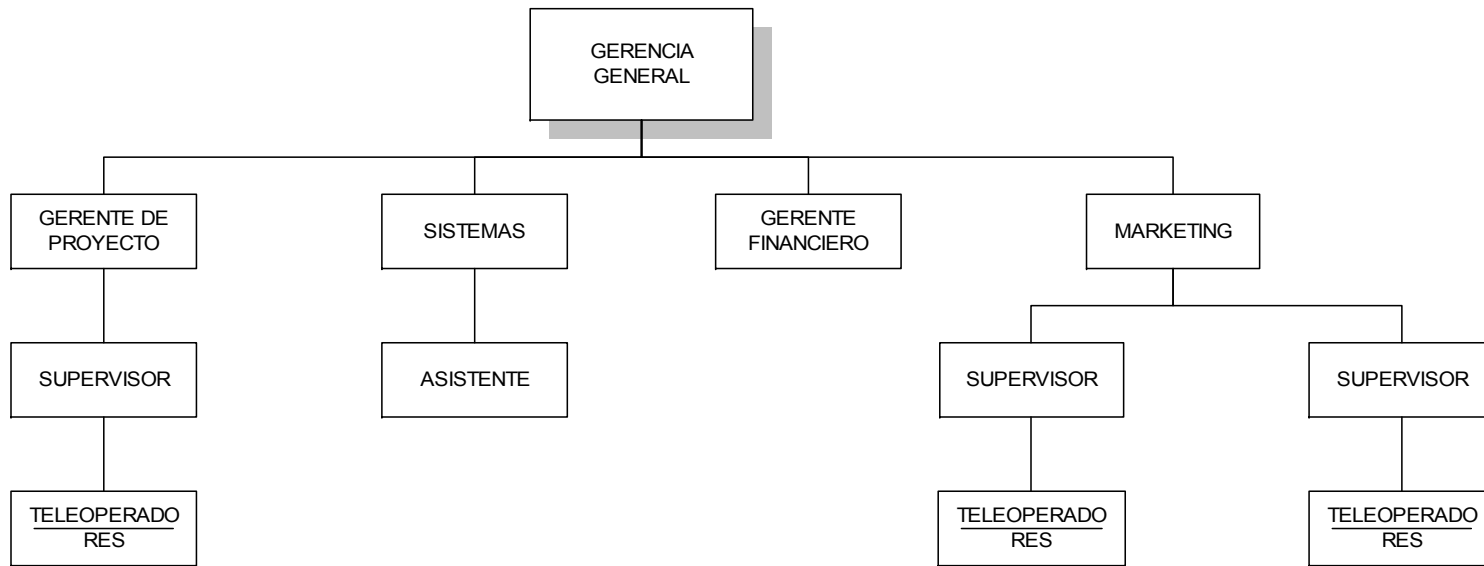 GERENCIA
GENERAL
GERENTE DE
PROYECTO
SISTEMAS
GERENTE
FINANCIERO
MARKETING
SUPERVISOR
ASISTENTE
SUPERVISOR
SUPERVISOR
TELEOPERADO
RES
TELEOPERADO
RES
TELEOPERADO
RES